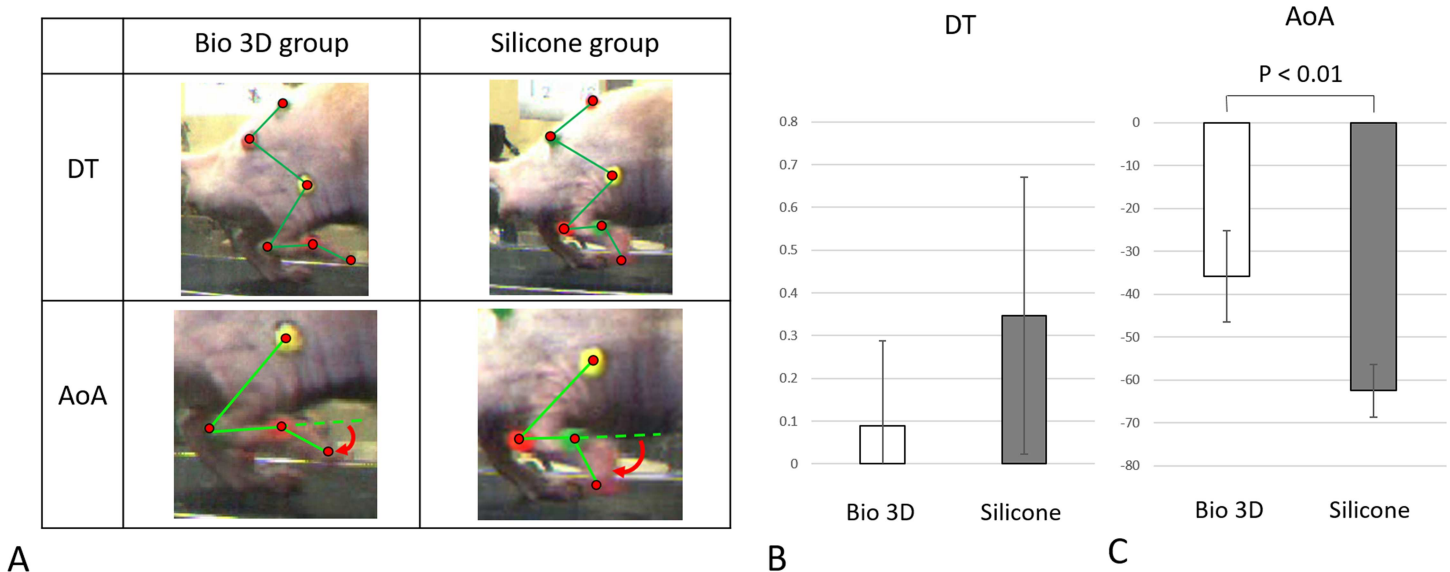 Bio 3D group
Silicone group
DT
AoA
A
DT
0.8
0.7
0.6
0.5
0.4
0.3
0.2
0.1
0
Bio 3D
Silicone
B
AoA
P < 0.01
0
-10
-20
-30
-40
-50
-60
-70
-80
Bio 3D
Silicone
C